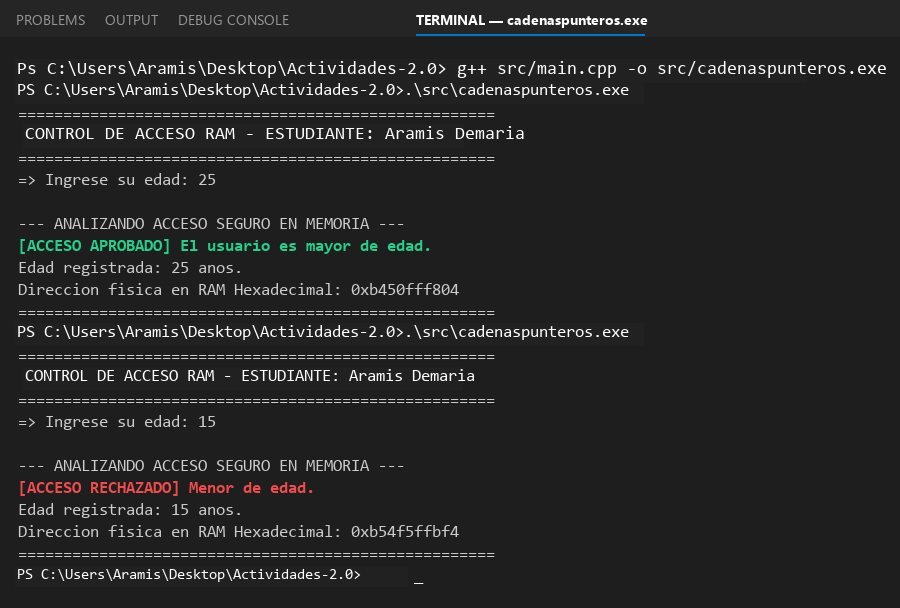 PROBLEMS OUTPUT DEBUG CONSOLE TERMINAL — cadenaspunteros.exe
Ps C:\Users\Aramis\Desktop\Actividades-2.0> g++ src/main.cpp -o src/cadenaspunteros.exe
PS C:\Users\Aramis\Desktop\Actividades-2.0>.\src\cadenaspunteros.exe
=====================================================
CONTROL DE ACCESO RAM - ESTUDIANTE: Aramis Demaria
=====================================================
=> Ingrese su edad: 25
--- ANALIZANDO ACCESO SEGURO EN MEMORIA ---
[ACCESO APROBADO] El usuario es mayor de edad.
Edad registrada: 25 anos.
Direccion fisica en RAM Hexadecimal: 0xb450fff804
=====================================================
PS C:\Users\Aramis\Desktop\Actividades-2.0>.\src\cadenaspunteros.exe
=====================================================
CONTROL DE ACCESO RAM - ESTUDIANTE: Aramis Demaria
=====================================================
=> Ingrese su edad: 15
--- ANALIZANDO ACCESO SEGURO EN MEMORIA ---
[ACCESO RECHAZADO] Menor de edad.
Edad registrada: 15 anos.
Direccion fisica en RAM Hexadecimal: 0xb54f5ffbf4
=====================================================
PS C:\Users\Aramis\Desktop\Actividades-2.0> _